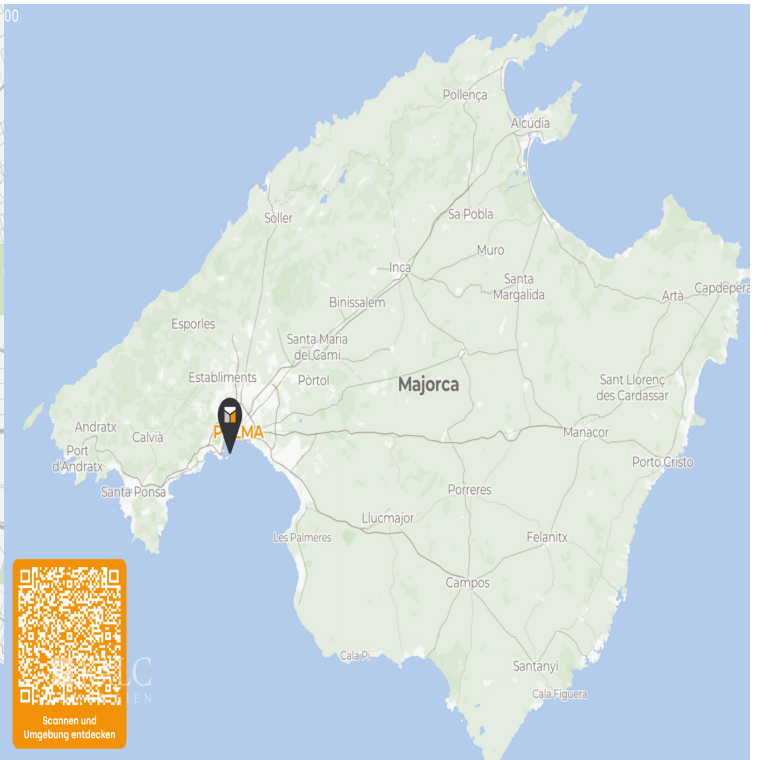 00
Pollença
Alcúdia
Sóller
Sa Pobla
Muro
Inca
Santa
Margalida
Capdepera
Artà
Binissalem
Esporles
Santa Maria
del Camí
Establiments
Pòrtol
Majorca
Sant Llorenç
des Cardassar
Andratx
Calvià
Manacor
Port
d'Andratx
Porto Cristo
Santa Ponsa
Porreres
Llucmajor
Les Palmeres
Felanitx
Campos
Cala Pi
Santanyí
Cala Figuera
Scannen und
Umgebung entdecken